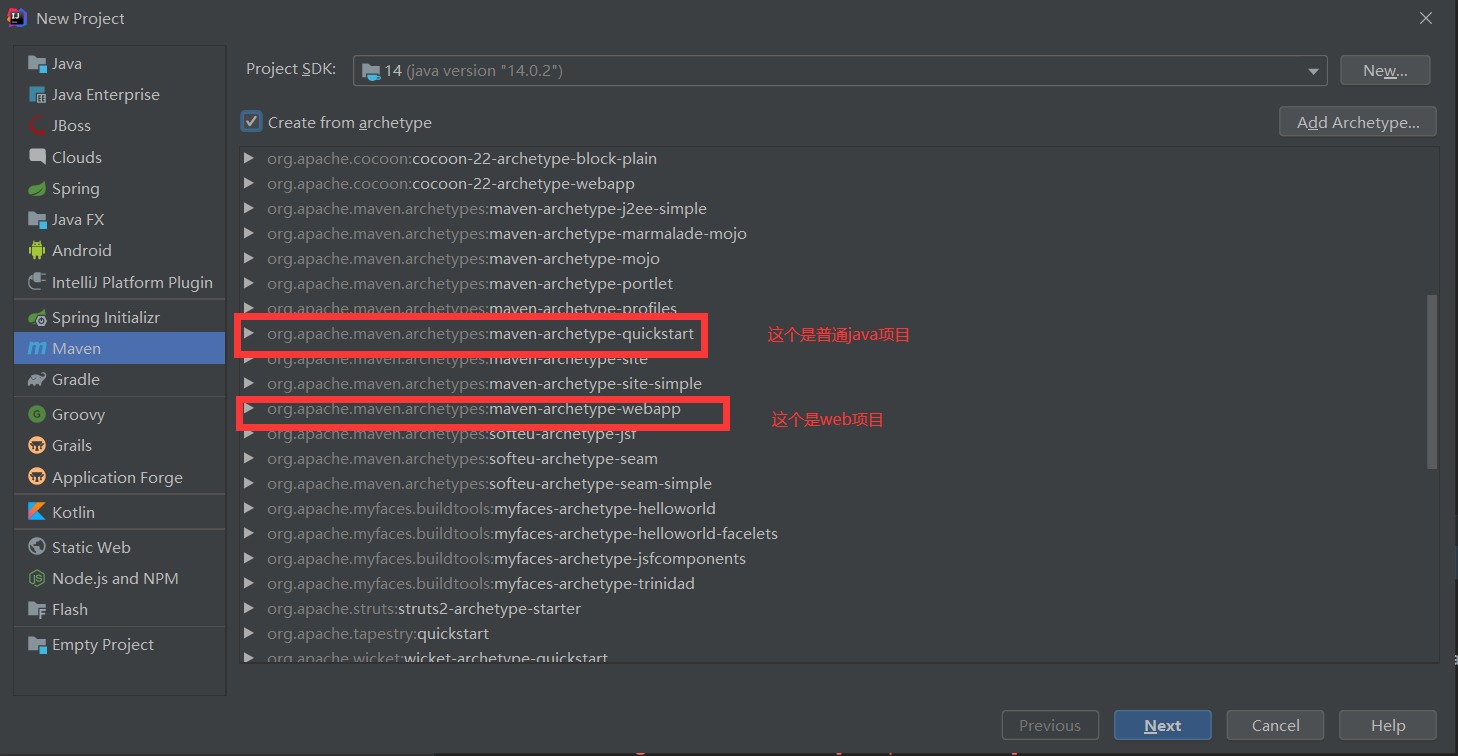 New Project
Java
Java Enterprise
JBoss
Clouds
Spring
Java FX
Android
IntelliJ Platform Plugin
Spring Initializr
Maven
Gradle
Groovy
Grails
Application Forge
Kotlin
Static Web
Node.js and NPM
Flash
Empty Project
Project SDK: 14 (java version "14.0.2") New...
Create from archetype Add Archetype...
org.apache.cocoon:cocoon-22-archetype-block-plain
org.apache.cocoon:cocoon-22-archetype-webapp
org.apache.maven.archetypes:maven-archetype-j2ee-simple
org.apache.maven.archetypes:maven-archetype-marmalade-mojo
org.apache.maven.archetypes:maven-archetype-mojo
org.apache.maven.archetypes:maven-archetype-portlet
org.apache.maven.archetypes:maven-archetype-profiles
org.apache.maven.archetypes:maven-archetype-quickstart 这个是普通java项目
org.apache.maven.archetypes:maven-archetype-site
org.apache.maven.archetypes:maven-archetype-site-simple
org.apache.maven.archetypes:maven-archetype-webapp 这个是web项目
org.apache.maven.archetypes:softeu-archetype-jsf
org.apache.maven.archetypes:softeu-archetype-seam
org.apache.maven.archetypes:softeu-archetype-seam-simple
org.apache.myfaces.buildtools:myfaces-archetype-helloworld
org.apache.myfaces.buildtools:myfaces-archetype-helloworld-facelets
org.apache.myfaces.buildtools:myfaces-archetype-jsfcomponents
org.apache.myfaces.buildtools:myfaces-archetype-trinidad
org.apache.struts:struts2-archetype-starter
org.apache.tapestry:quickstart
org.apache.wicket:wicket-archetype-quickstart
Previous Next Cancel Help